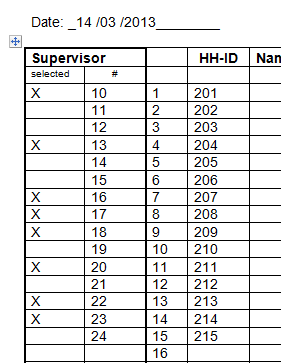 Date: _14 /03 /2013________
Supervisor HH-ID Nan
selected #
X 10 1 201
11 2 202
12 3 203
X 13 4 204
14 5 205
15 6 206
X 16 7 207
X 17 8 208
X 18 9 209
19 10 210
X 20 11 211
21 12 212
X 22 13 213
X 23 14 214
24 15 215
16